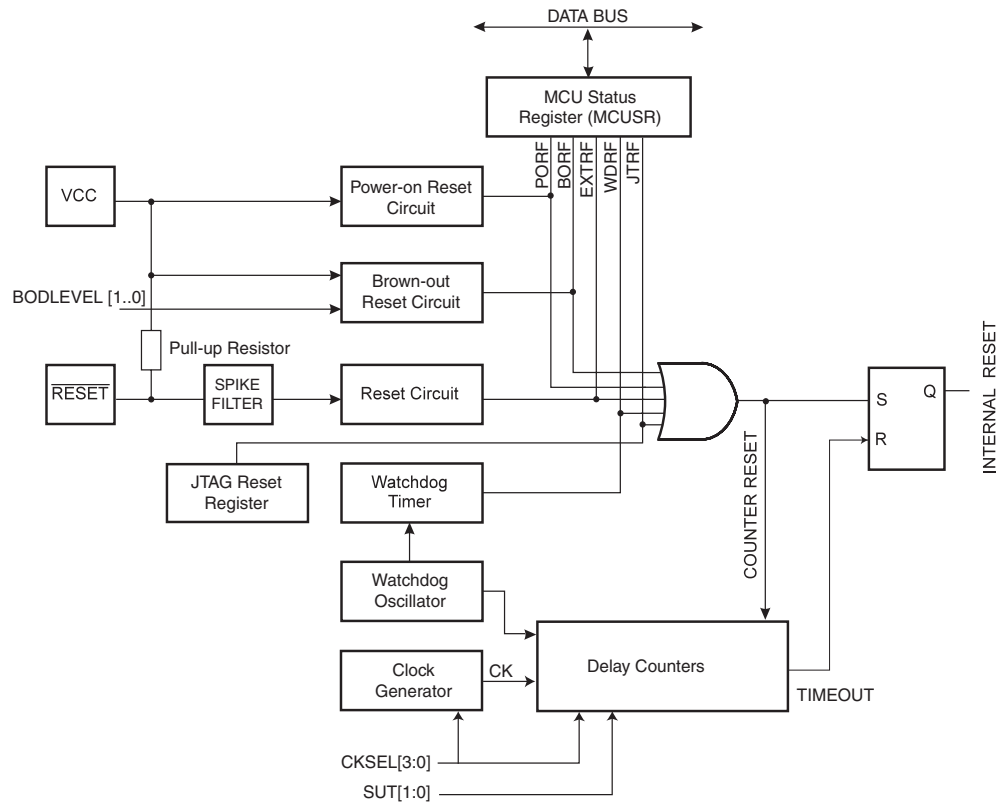 DATA BUS
MCU Status
Register (MCUSR)
PORF
BORF
EXTRF
WDRF
JTRF
VCC
Power-on Reset
Circuit
Brown-out
Reset Circuit
BODLEVEL [1..0]
Pull-up Resistor
RESET
SPIKE
FILTER
Reset Circuit
S
Q
R
INTERNAL RESET
JTAG Reset
Register
Watchdog
Timer
COUNTER RESET
Watchdog
Oscillator
Delay Counters
Clock
Generator
CK
TIMEOUT
CKSEL[3:0]
SUT[1:0]